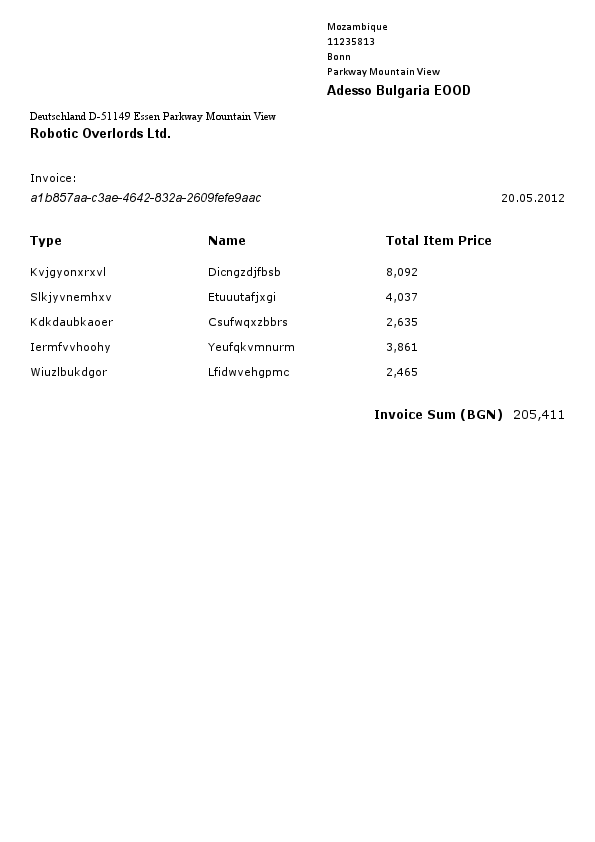 Mozambique
11235813
Bonn
Parkway Mountain View
Adesso Bulgaria EOOD
Deutschland D-51149 Essen Parkway Mountain View
Robotic Overlords Ltd.
Invoice:
a1b857aa-c3ae-4642-832a-2609fefe9aac 20.05.2012
Type Name Total Item Price
Kvjgyonxrxvl Dicngzdjfbsb 8,092
Slkjyvnemhxv Etuuutafjxgi 4,037
Kdkdaubkaoer Csufwqxzbbrs 2,635
Iermfvvhoohy Yeufqkvmnurm 3,861
Wiuzlbukdgor Lfidwvehgpmc 2,465
Invoice Sum (BGN) 205,411